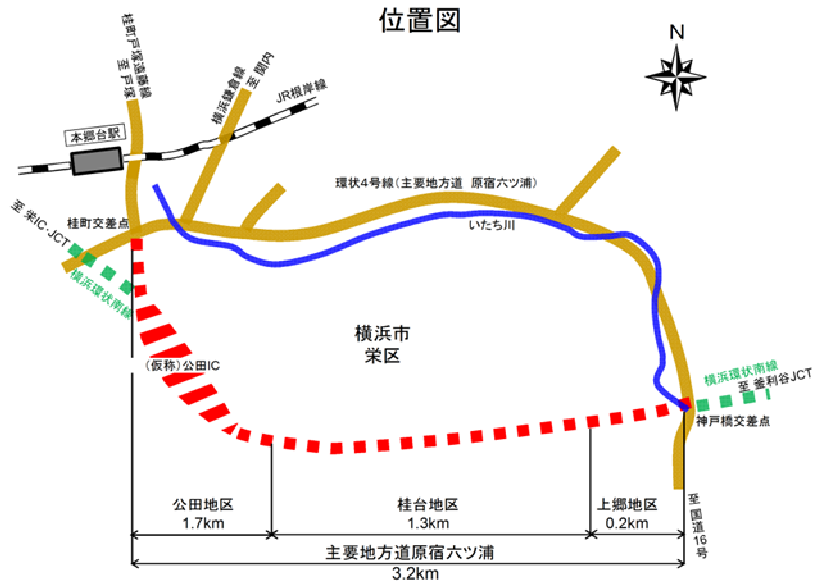 位置図
N
桂町戸塚遠藤線
至 戸塚
横浜鎌倉線
至 関内
JR根岸線
本郷台駅
環状4号線(主要地方道 原宿六ツ浦)
至 栄IC・JCT
桂町交差点
いたち川
横浜環状南線
横浜市
栄区
(仮称)公田IC
横浜環状南線
至 釜利谷JCT
神戸橋交差点
至 国道16号
公田地区
1.7km
桂台地区
1.3km
上郷地区
0.2km
主要地方道原宿六ツ浦
3.2km